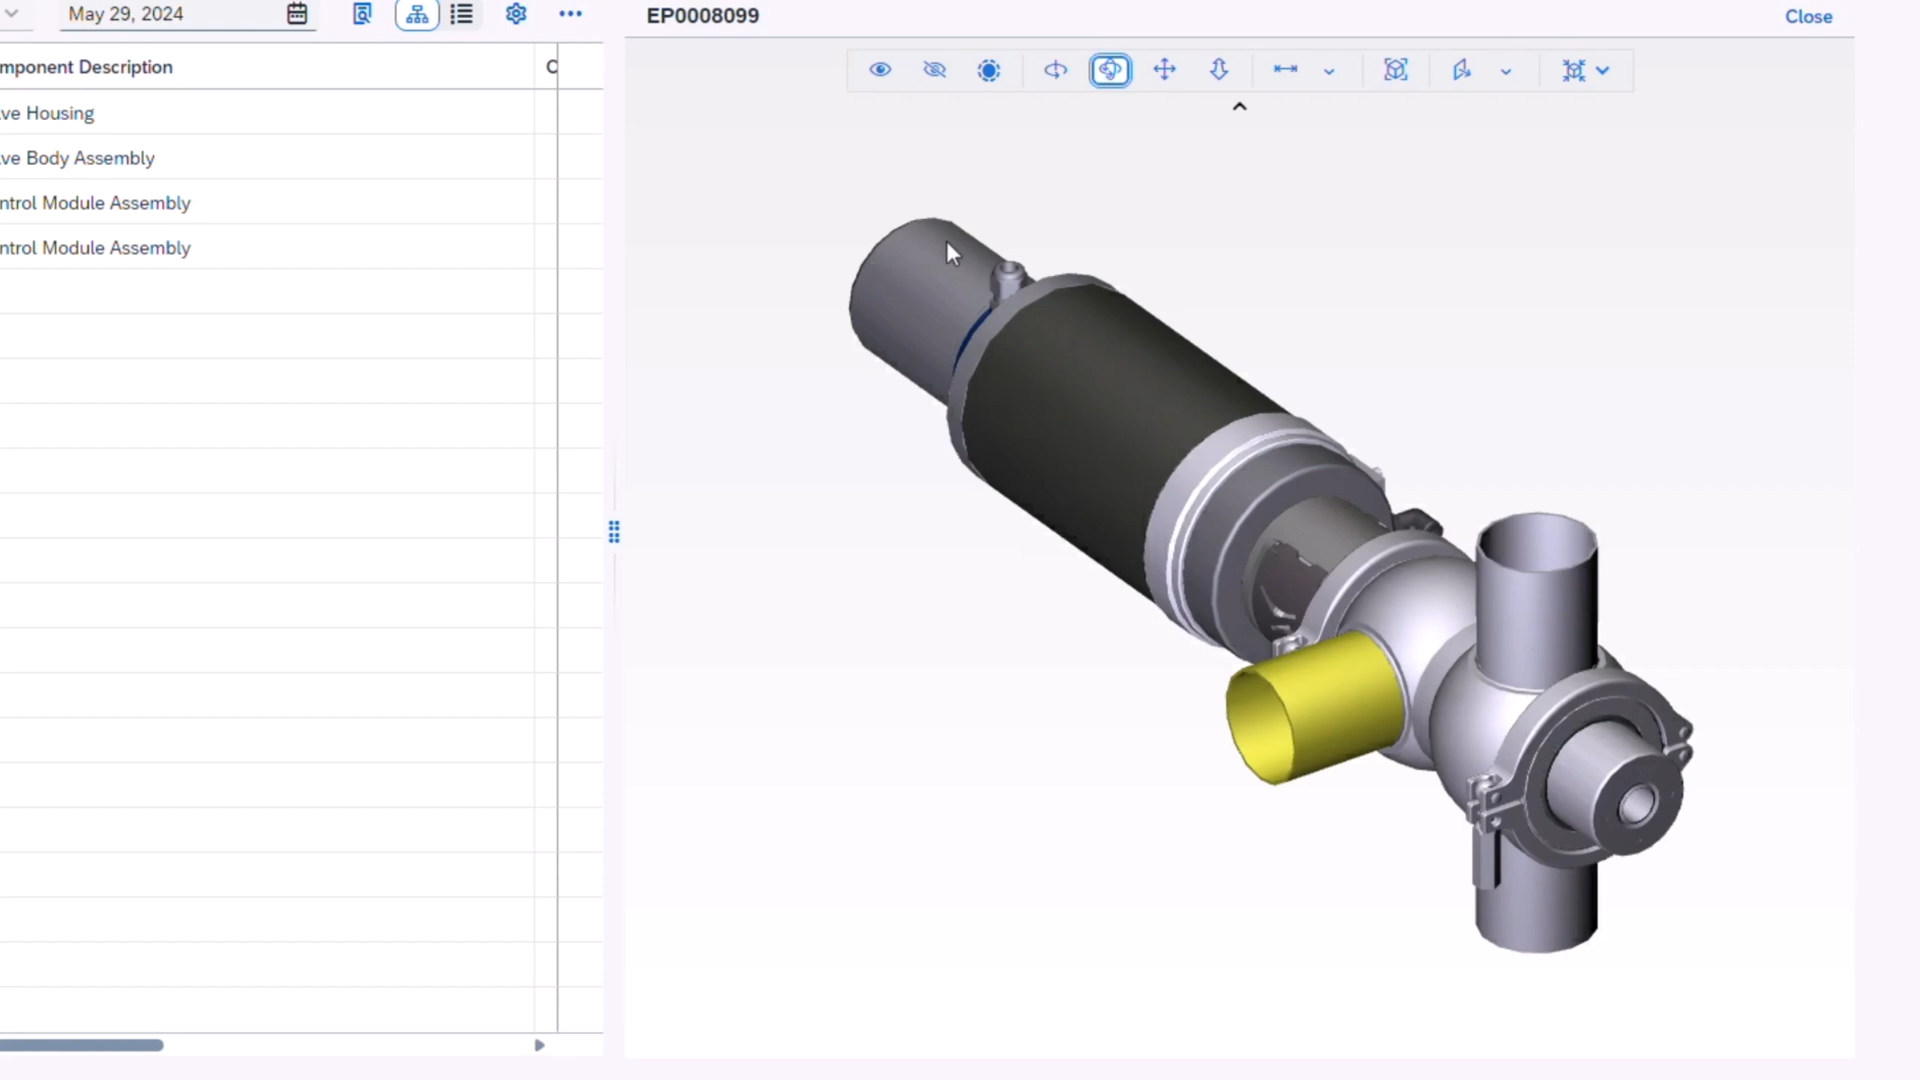 May 29, 2024
EP0008099
Close
mponent Description
C
ve Housing
ve Body Assembly
ntrol Module Assembly
ntrol Module Assembly